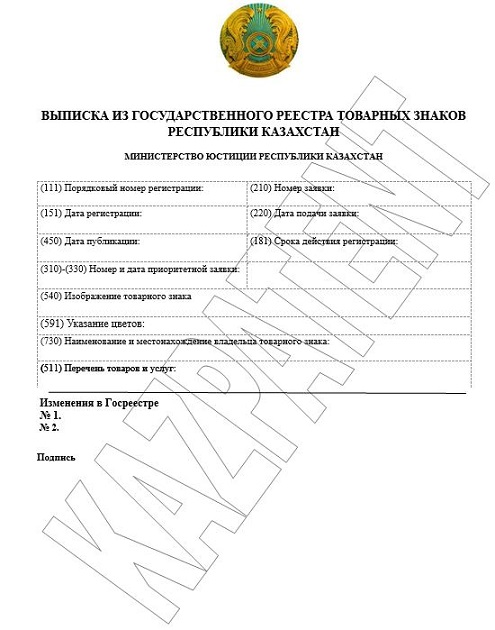 ВЫПИСКА ИЗ ГОСУДАРСТВЕННОГО РЕЕСТРА ТОВАРНЫХ ЗНАКОВ
РЕСПУБЛИКИ КАЗАХСТАН
МИНИСТЕРСТВО ЮСТИЦИИ РЕСПУБЛИКИ КАЗАХСТАН
(111) Порядковый номер регистрации:
(210) Номер заявки:
(151) Дата регистрации:
(220) Дата подачи заявки:
(450) Дата публикации:
(181) Срока действия регистрации:
(310)-(330) Номер и дата приоритетной заявки:
(540) Изображение товарного знака
(591) Указание цветов:
(730) Наименование и местонахождение владельца товарного знака:
(511) Перечень товаров и услуг:
Изменения в Госреестре
№ 1.
№ 2.
Подпись
KAZPATENT